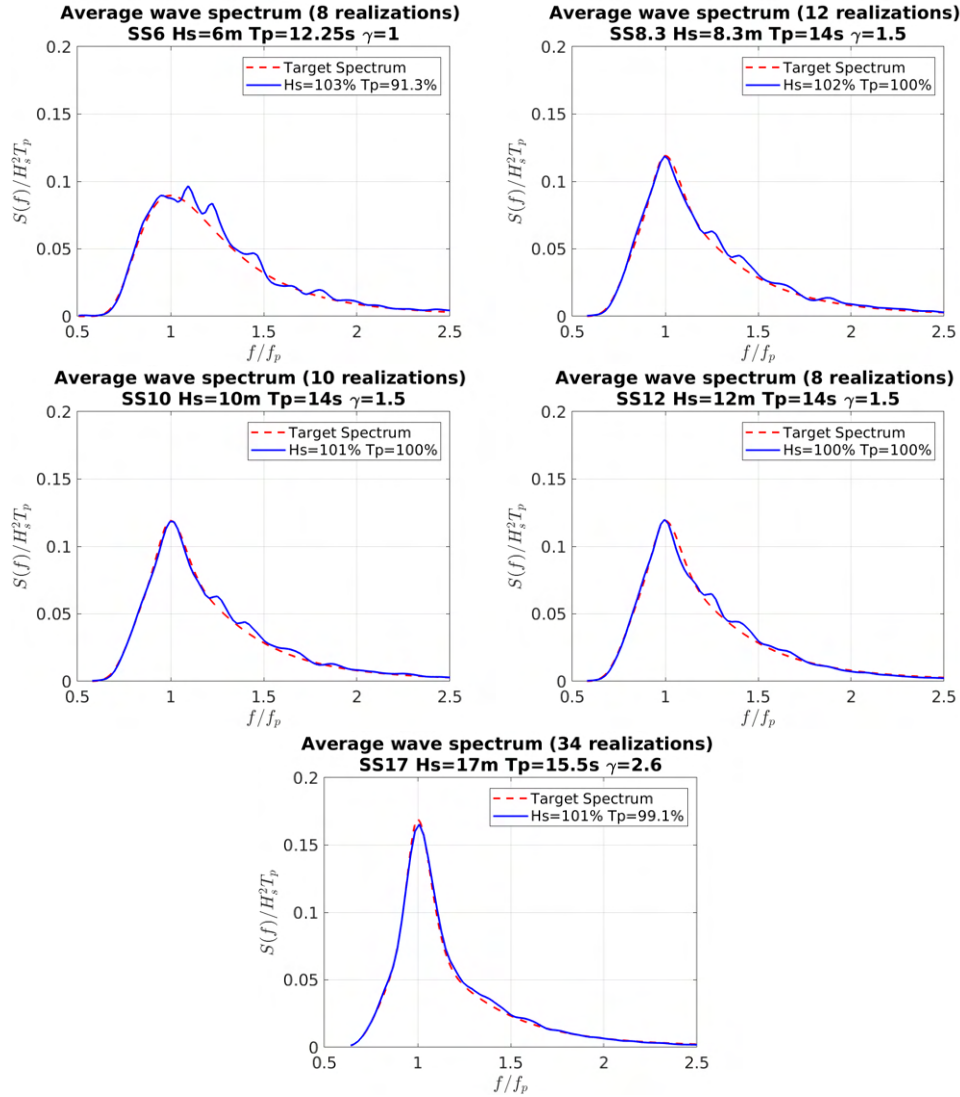 Average wave spectrum (8 realizations)
SS6 Hs=6m Tp=12.25s γ=1
0.2
0.15
0.1
0.05
0
S(f)/H_s^2T_p
Target Spectrum
Hs=103% Tp=91.3%
0.5 1 1.5 2 2.5
f/f_p
Average wave spectrum (12 realizations)
SS8.3 Hs=8.3m Tp=14s γ=1.5
0.2
0.15
0.1
0.05
0
S(f)/H_s^2T_p
Target Spectrum
Hs=102% Tp=100%
0.5 1 1.5 2 2.5
f/f_p
Average wave spectrum (10 realizations)
SS10 Hs=10m Tp=14s γ=1.5
0.2
0.15
0.1
0.05
0
S(f)/H_s^2T_p
Target Spectrum
Hs=101% Tp=100%
0.5 1 1.5 2 2.5
f/f_p
Average wave spectrum (8 realizations)
SS12 Hs=12m Tp=14s γ=1.5
0.2
0.15
0.1
0.05
0
S(f)/H_s^2T_p
Target Spectrum
Hs=100% Tp=100%
0.5 1 1.5 2 2.5
f/f_p
Average wave spectrum (34 realizations)
SS17 Hs=17m Tp=15.5s γ=2.6
0.2
0.15
0.1
0.05
0
S(f)/H_s^2T_p
Target Spectrum
Hs=101% Tp=99.1%
0.5 1 1.5 2 2.5
f/f_p